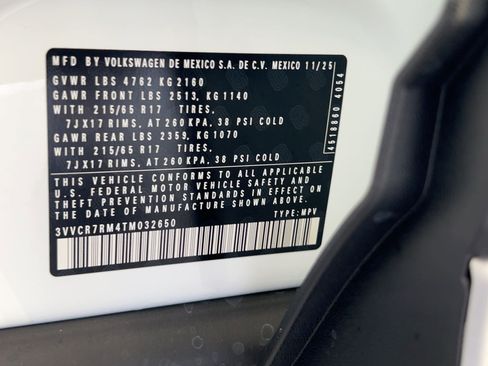 MFD BY VOLKSWAGEN DE MEXICO S.A. DE C.V. MEXICO 11/25
GVWR LBS 4762 KG 2160
GAWR FRONT LBS 2513, KG 1140
WITH 215/65 R17 TIRES,
7JX17 RIMS, AT 260 KPA, 38 PSI COLD
GAWR REAR LBS 2359, KG 1070
WITH 215/65 R17 TIRES,
7JX17 RIMS, AT 260 KPA, 38 PSI COLD
THIS VEHICLE CONFORMS TO ALL APPLICABLE
U.S. FEDERAL MOTOR VEHICLE SAFETY AND
THEFT PREVENTION STANDARDS IN EFFECT ON
THE DATE OF MANUFACTURE SHOWN ABOVE.
3VVCR7RM4TM032650 TYPE: MPV
4518860 4054